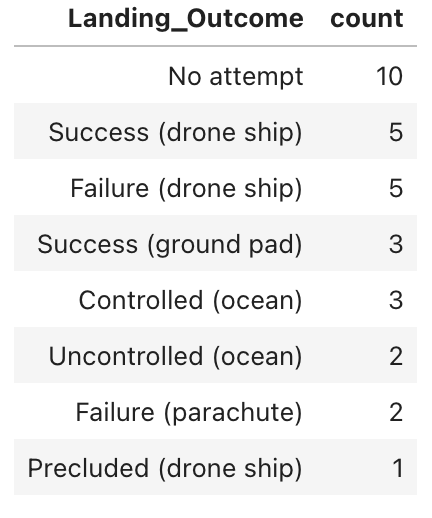 Landing_Outcome count
No attempt 10
Success (drone ship) 5
Failure (drone ship) 5
Success (ground pad) 3
Controlled (ocean) 3
Uncontrolled (ocean) 2
Failure (parachute) 2
Precluded (drone ship) 1